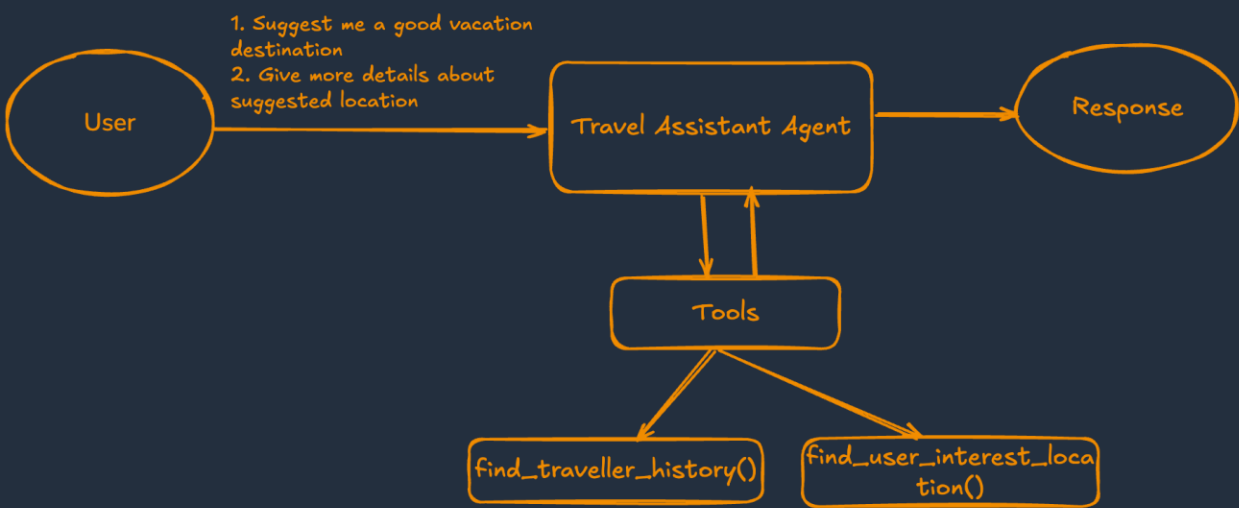 1. Suggest me a good vacation
destination
2. Give more details about
suggested location
User
Travel Assistant Agent
Response
Tools
find_traveller_history()
find_user_interest_loca
tion()